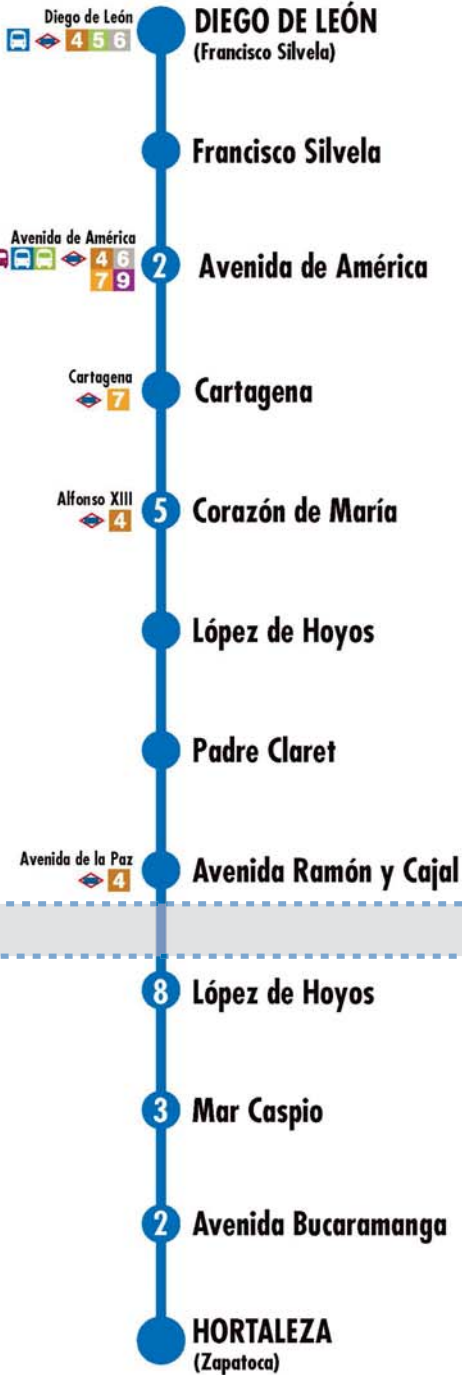 Diego de León
4 5 6
DIEGO DE LEÓN
(Francisco Silvela)
Francisco Silvela
Avenida de América
4 6
7 9
2
Avenida de América
Cartagena
7
Cartagena
Alfonso XIII
4
5
Corazón de María
López de Hoyos
Padre Claret
Avenida de la Paz
4
Avenida Ramón y Cajal
8
López de Hoyos
3
Mar Caspio
2
Avenida Bucaramanga
HORTALEZA
(Zapatoca)